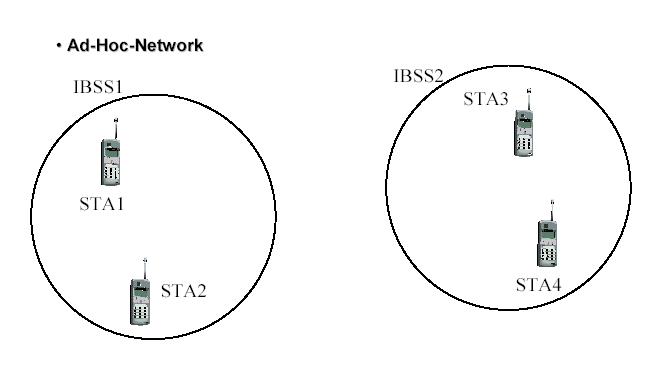 • Ad-Hoc-Network
IBSS1
STA1
STA2
IBSS2
STA3
STA4